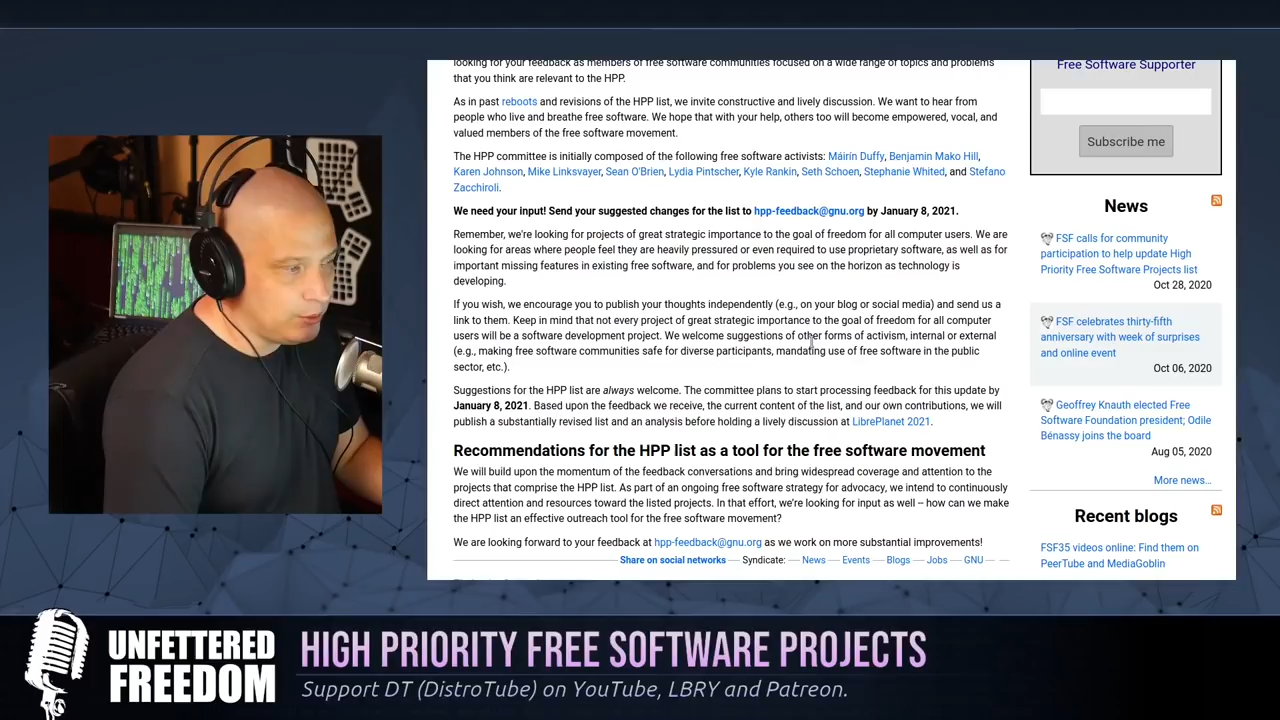 looking for your feedback as members of free software communities focused on a wide range of topics and problems
that you think are relevant to the HPP.
As in past reboots and revisions of the HPP list, we invite constructive and lively discussion. We want to hear from
people who live and breathe free software. We hope that with your help, others too will become empowered, vocal, and
valued members of the free software movement.
The HPP committee is initially composed of the following free software activists: Máirín Duffy, Benjamin Mako Hill,
Karen Johnson, Mike Linksvayer, Sean O'Brien, Lydia Pintscher, Kyle Rankin, Seth Schoen, Stephanie Whited, and Stefano
Zacchiroli.
We need your input! Send your suggested changes for the list to hpp-feedback@gnu.org by January 8, 2021.
Remember, we're looking for projects of great strategic importance to the goal of freedom for all computer users. We are
looking for areas where people feel they are heavily pressured or even required to use proprietary software, as well as for
important missing features in existing free software, and for problems you see on the horizon as technology is
developing.
If you wish, we encourage you to publish your thoughts independently (e.g., on your blog or social media) and send us a
link to them. Keep in mind that not every project of great strategic importance to the goal of freedom for all computer
users will be a software development project. We welcome suggestions of other forms of activism, internal or external
(e.g., making free software communities safe for diverse participants, mandating use of free software in the public
sector, etc.).
Suggestions for the HPP list are always welcome. The committee plans to start processing feedback for this update by
January 8, 2021. Based upon the feedback we receive, the current content of the list, and our own contributions, we will
publish a substantially revised list and an analysis before holding a lively discussion at LibrePlanet 2021.
Recommendations for the HPP list as a tool for the free software movement
We will build upon the momentum of the feedback conversations and bring widespread coverage and attention to the
projects that comprise the HPP list. As part of an ongoing free software strategy for advocacy, we intend to continuously
direct attention and resources toward the listed projects. In that effort, we're looking for input as well -- how can we make
the HPP list an effective outreach tool for the free software movement?
We are looking forward to your feedback at hpp-feedback@gnu.org as we work on more substantial improvements!
Share on social networks — Syndicate: — News — Events — Blogs — Jobs — GNU — —
Free Software Supporter
Subscribe me
News
FSF calls for community
participation to help update High
Priority Free Software Projects list
Oct 28, 2020
FSF celebrates thirty-fifth
anniversary with week of surprises
and online event
Oct 06, 2020
Geoffrey Knauth elected Free
Software Foundation president; Odile
Bénassy joins the board
Aug 05, 2020
More news…
Recent blogs
FSF35 videos online: Find them on
PeerTube and MediaGoblin
UNFETTERED
FREEDOM
HIGH PRIORITY FREE SOFTWARE PROJECTS
Support DT (DistroTube) on YouTube, LBRY and Patreon.